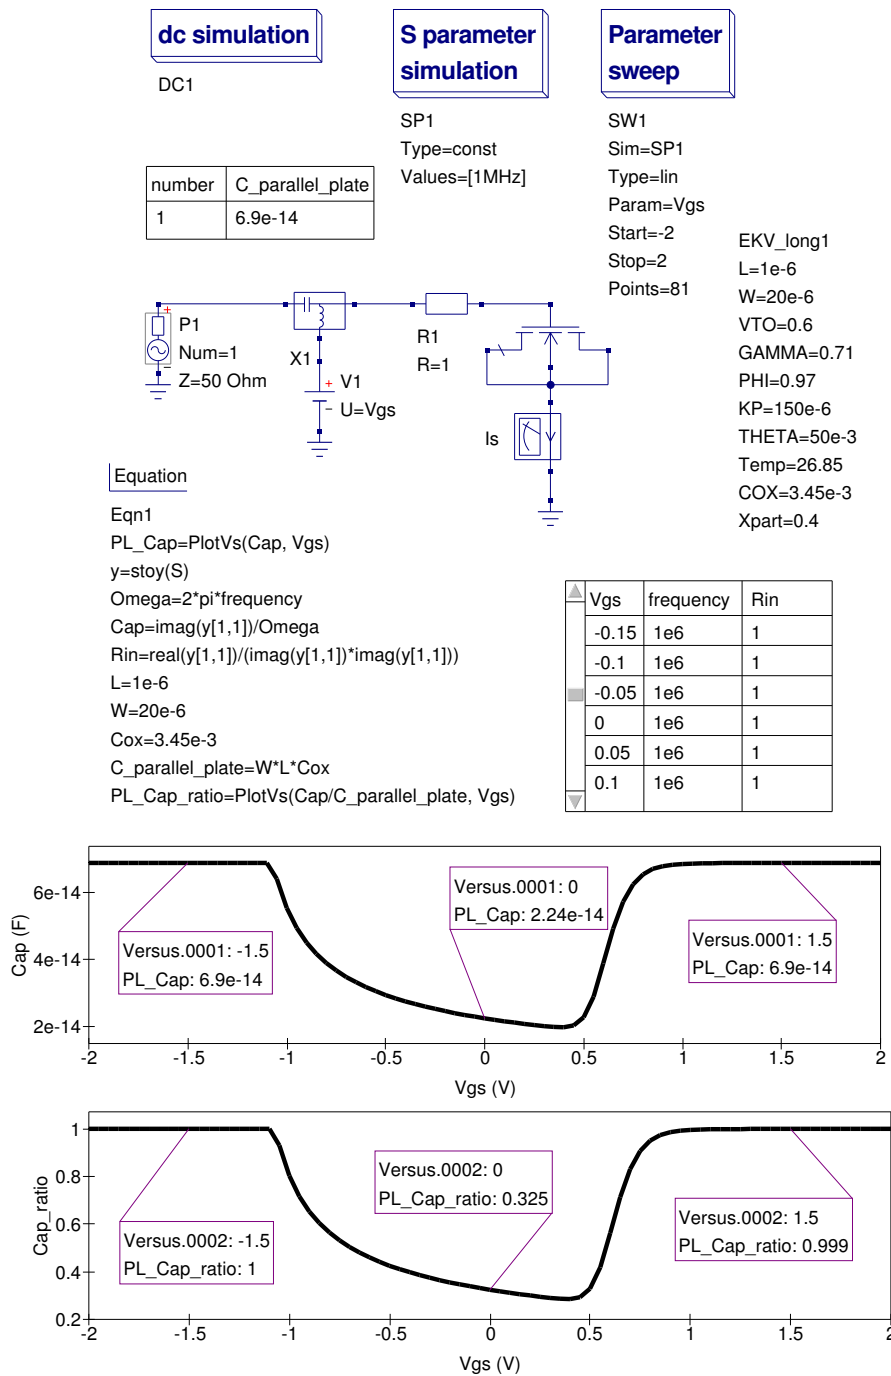 dc simulation
DC1
S parameter
simulation
SP1
Type=const
Values=[1MHz]
Parameter
sweep
SW1
Sim=SP1
Type=lin
Param=Vgs
Start=-2
Stop=2
Points=81
number C_parallel_plate
1 6.9e-14
EKV_long1
L=1e-6
W=20e-6
VTO=0.6
GAMMA=0.71
PHI=0.97
KP=150e-6
THETA=50e-3
Temp=26.85
COX=3.45e-3
Xpart=0.4
+
P1
Num=1
Z=50 Ohm
−
X1
+
V1
U=Vgs
−
R1
R=1
Is
Equation
Eqn1
PL_Cap=PlotVs(Cap, Vgs)
y=stoy(S)
Omega=2*pi*frequency
Cap=imag(y[1,1])/Omega
Rin=real(y[1,1])/(imag(y[1,1])*imag(y[1,1]))
L=1e-6
W=20e-6
Cox=3.45e-3
C_parallel_plate=W*L*Cox
PL_Cap_ratio=PlotVs(Cap/C_parallel_plate, Vgs)
Vgs frequency Rin
-0.15 1e6 1
-0.1 1e6 1
-0.05 1e6 1
0 1e6 1
0.05 1e6 1
0.1 1e6 1
Cap (F)
6e-14
4e-14
2e-14
Versus.0001: -1.5
PL_Cap: 6.9e-14
Versus.0001: 0
PL_Cap: 2.24e-14
Versus.0001: 1.5
PL_Cap: 6.9e-14
-2 -1.5 -1 -0.5 0 0.5 1 1.5 2
Vgs (V)
Cap_ratio
1
0.8
0.6
0.4
0.2
Versus.0002: -1.5
PL_Cap_ratio: 1
Versus.0002: 0
PL_Cap_ratio: 0.325
Versus.0002: 1.5
PL_Cap_ratio: 0.999
-2 -1.5 -1 -0.5 0 0.5 1 1.5 2
Vgs (V)